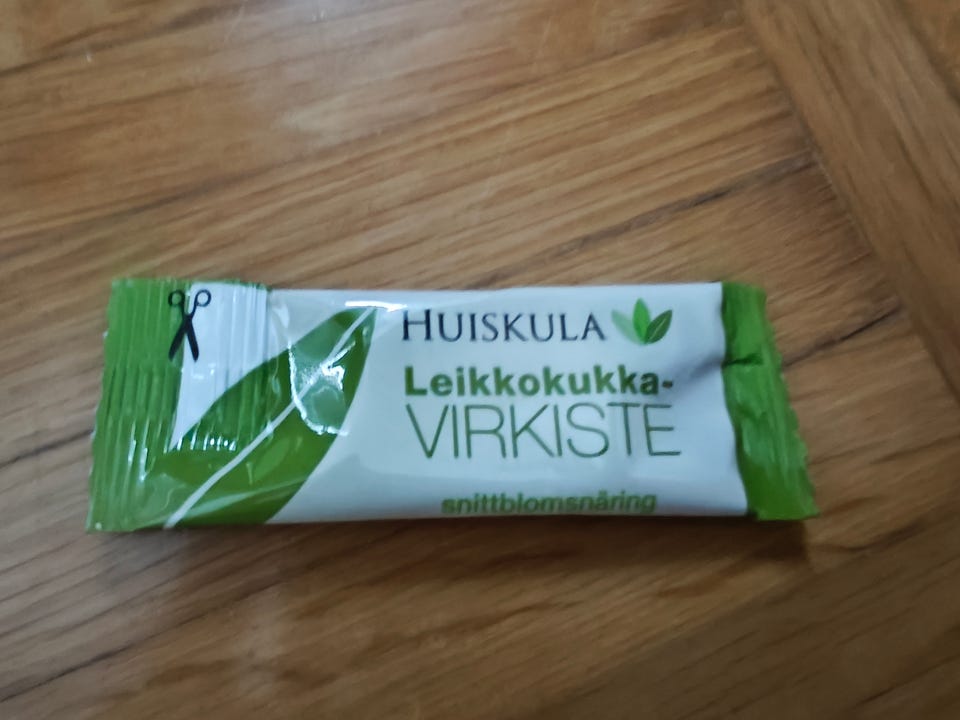 HUISKULA
Leikkokukka-
VIRKISTE
snittblomsnäring